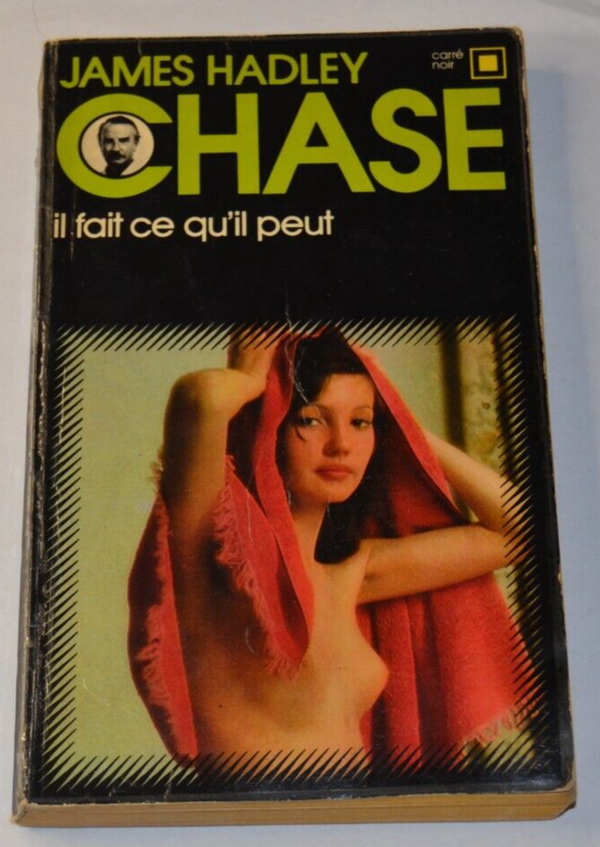 JAMES HADLEY
carré
noir
CHASE
il fait ce qu'il peut